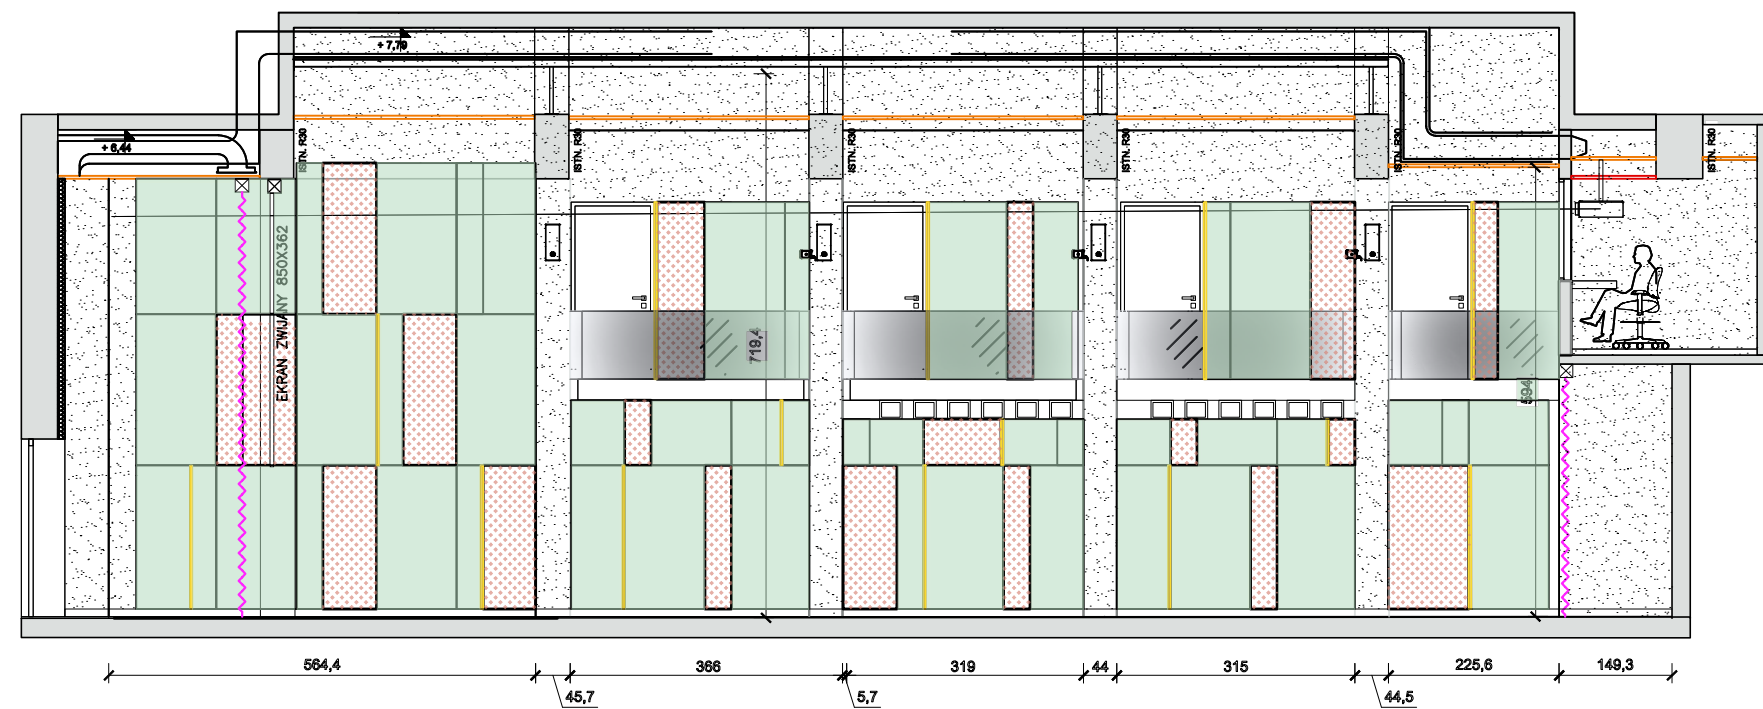 + 7,79
+ 6,44
ISTN. R30
ISTN. R30
ISTN. R30
ISTN. R30
ISTN. R30
ISTN. R30
EKRAN ZWIJANY 850X362
719,4
594
564,4
366
319
44
315
225,6
149,3
45,7
5,7
44,5